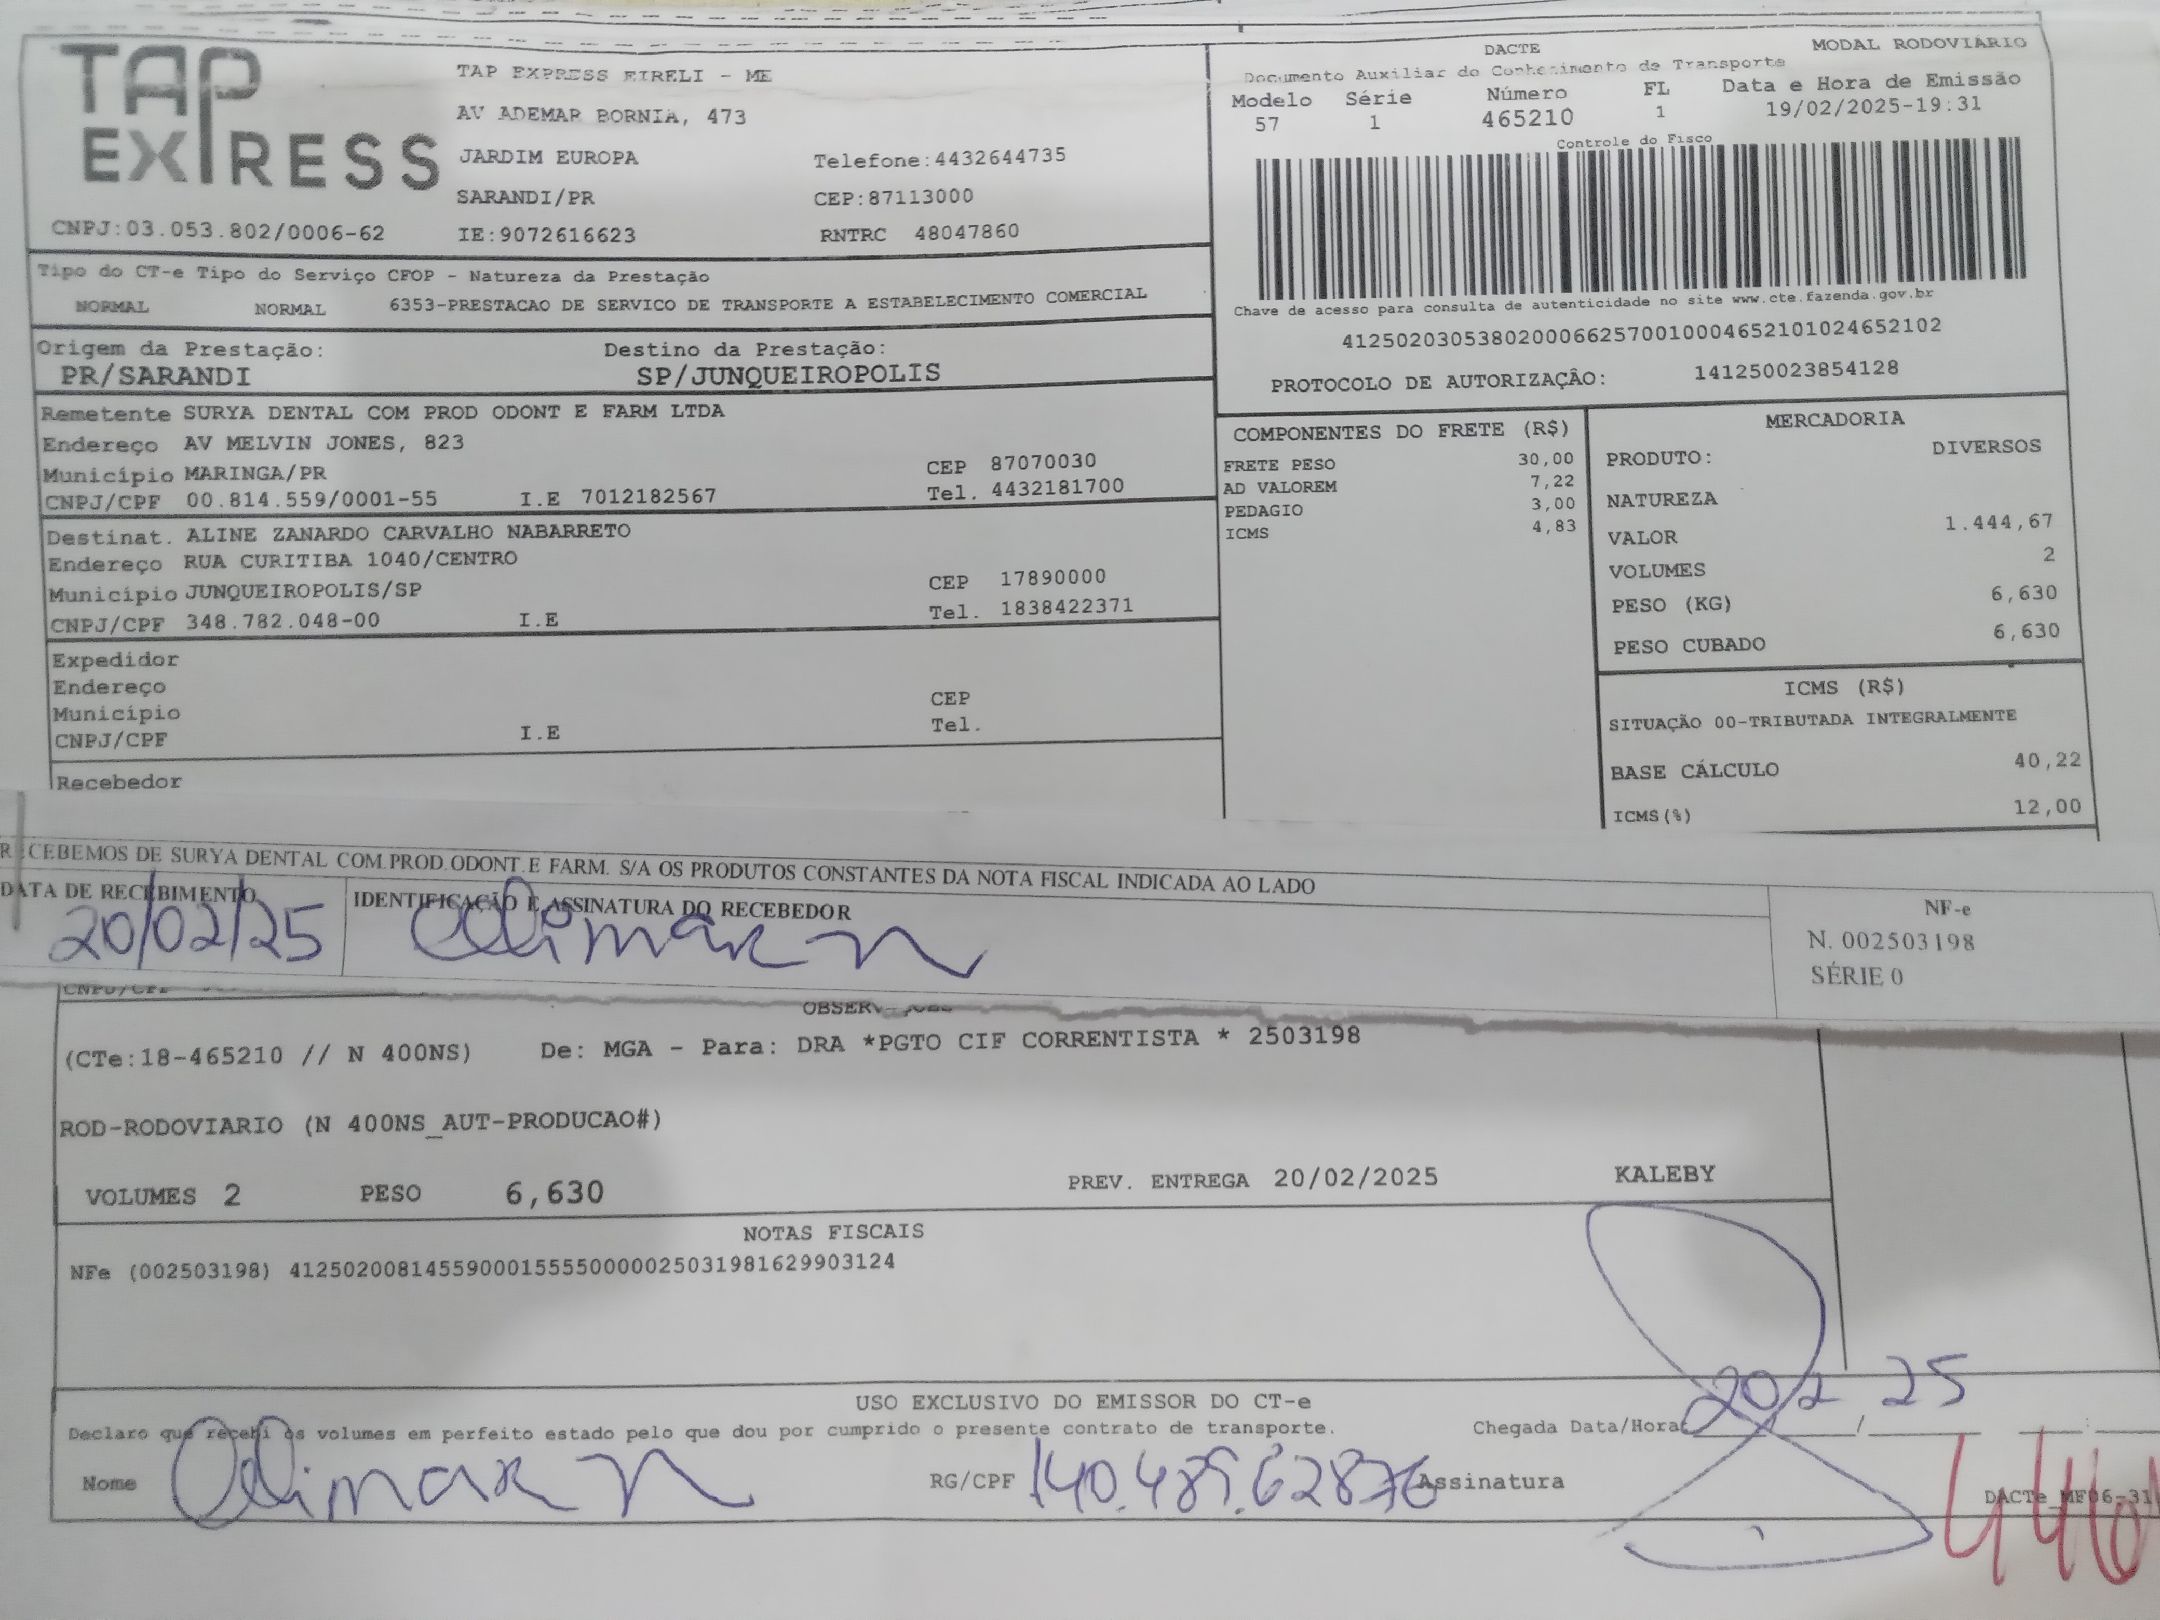 TAP EXPRESS
TAP EXPRESS EIRELI - ME
AV ADEMAR BORNIA, 473
JARDIM EUROPA Telefone:4432644735
SARANDI/PR CEP:87113000
CNPJ:03.053.802/0006-62 IE:9072616623 RNTRC 48047860
DACTE MODAL RODOVIÁRIO
Documento Auxiliar do Conhecimento de Transporte
Modelo Série Número FL Data e Hora de Emissão
57 1 465210 1 19/02/2025-19:31
Controle do Fisco
Chave de acesso para consulta de autenticidade no site www.cte.fazenda.gov.br
41250203053802000662570010004652101024652102
PROTOCOLO DE AUTORIZAÇÃO: 141250023854128
Tipo do CT-e Tipo do Serviço CFOP - Natureza da Prestação
NORMAL NORMAL 6353-PRESTACAO DE SERVICO DE TRANSPORTE A ESTABELECIMENTO COMERCIAL
Origem da Prestação: Destino da Prestação:
PR/SARANDI SP/JUNQUEIROPOLIS
Remetente SURYA DENTAL COM PROD ODONT E FARM LTDA
Endereço AV MELVIN JONES, 823
Município MARINGA/PR CEP 87070030
CNPJ/CPF 00.814.559/0001-55 I.E 7012182567 Tel. 4432181700
Destinat. ALINE ZANARDO CARVALHO NABARRETO
Endereço RUA CURITIBA 1040/CENTRO
Município JUNQUEIROPOLIS/SP CEP 17890000
CNPJ/CPF 348.782.048-00 I.E Tel. 1838422371
Expedidor
Endereço
Município CEP
CNPJ/CPF I.E Tel.
Recebedor
COMPONENTES DO FRETE (R$)
FRETE PESO 30,00
AD VALOREM 7,22
PEDAGIO 3,00
ICMS 4,83
MERCADORIA
PRODUTO: DIVERSOS
NATUREZA
VALOR 1.444,67
VOLUMES 2
PESO (KG) 6,630
PESO CUBADO 6,630
ICMS (R$)
SITUAÇÃO 00-TRIBUTADA INTEGRALMENTE
BASE CÁLCULO 40,22
ICMS(%) 12,00
RECEBEMOS DE SURYA DENTAL COM.PROD.ODONT.E FARM. S/A OS PRODUTOS CONSTANTES DA NOTA FISCAL INDICADA AO LADO
DATA DE RECEBIMENTO IDENTIFICAÇÃO E ASSINATURA DO RECEBEDOR
20/02/25
NF-e
N. 002503198
SÉRIE 0
CNPJ/CPF
(CTe:18-465210 // N 400NS) De: MGA - Para: DRA *PGTO CIF CORRENTISTA * 2503198
ROD-RODOVIARIO (N 400NS_AUT-PRODUCAO#)
VOLUMES 2 PESO 6,630 PREV. ENTREGA 20/02/2025 KALEBY
NOTAS FISCAIS
NFe (002503198) 41250200814559000155550000025031981629903124
USO EXCLUSIVO DO EMISSOR DO CT-e
Declaro que recebi os volumes em perfeito estado pelo que dou por cumprido o presente contrato de transporte. Chegada Data/Hora 20/2 25
Nome RG/CPF Assinatura
DACTe_MF06-31